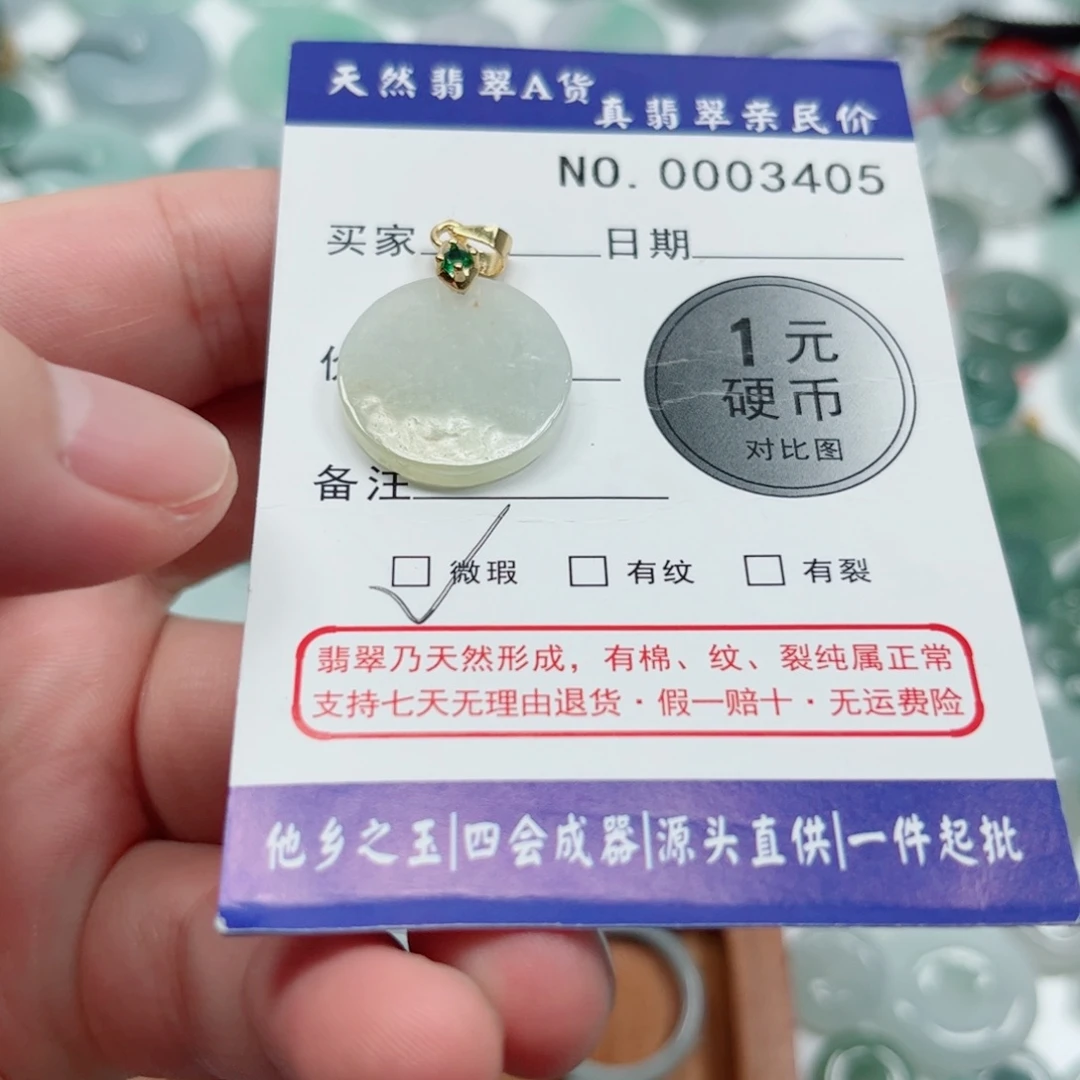 天然翡翠A货
真翡翠亲民价
NO. 0003405
买家 日期
1元
硬币
对比图
备注
微瑕 有纹 有裂
翡翠乃天然形成，有棉、纹、裂纯属正常
支持七天无理由退货·假一赔十·无运费险
他乡之玉|四会成器|源头直供|一件起批